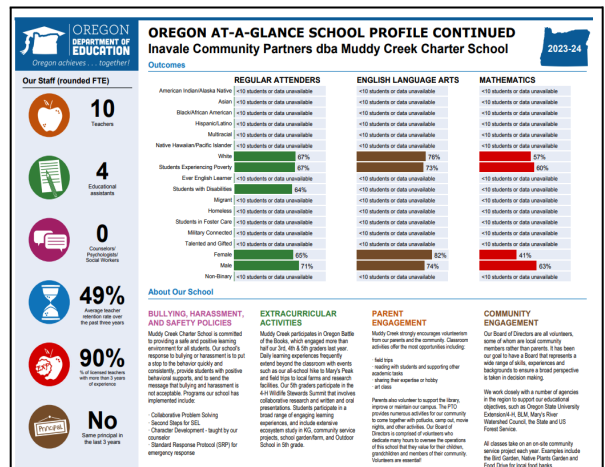 OREGON
DEPARTMENT OF
EDUCATION
Oregon achieves . . . together!
OREGON AT-A-GLANCE SCHOOL PROFILE CONTINUED
Inavale Community Partners dba Muddy Creek Charter School
2023-24
Our Staff (rounded FTE)
10
Teachers
4
Educational
assistants
0
Counselors/
Psychologists/
Social Workers
49%
Average teacher
retention rate over
the past three years
EXP
90%
% of licensed teachers
with more than 3 years
of experience
PRINCIPAL
No
Same principal in
the last 3 years
Outcomes
REGULAR ATTENDERS ENGLISH LANGUAGE ARTS MATHEMATICS
American Indian/Alaska Native <10 students or data unavailable <10 students or data unavailable <10 students or data unavailable
Asian <10 students or data unavailable <10 students or data unavailable <10 students or data unavailable
Black/African American <10 students or data unavailable <10 students or data unavailable <10 students or data unavailable
Hispanic/Latino <10 students or data unavailable <10 students or data unavailable <10 students or data unavailable
Multiracial <10 students or data unavailable <10 students or data unavailable <10 students or data unavailable
Native Hawaiian/Pacific Islander <10 students or data unavailable <10 students or data unavailable <10 students or data unavailable
White 67% 76% 57%
Students Experiencing Poverty 67% 73% 60%
Ever English Learner <10 students or data unavailable <10 students or data unavailable <10 students or data unavailable
Students with Disabilities 64% <10 students or data unavailable <10 students or data unavailable
Migrant <10 students or data unavailable <10 students or data unavailable <10 students or data unavailable
Homeless <10 students or data unavailable <10 students or data unavailable <10 students or data unavailable
Students in Foster Care <10 students or data unavailable <10 students or data unavailable <10 students or data unavailable
Military Connected <10 students or data unavailable <10 students or data unavailable <10 students or data unavailable
Talented and Gifted <10 students or data unavailable <10 students or data unavailable <10 students or data unavailable
Female 65% 82% 41%
Male 71% 74% 63%
Non-Binary <10 students or data unavailable <10 students or data unavailable <10 students or data unavailable
About Our School
BULLYING, HARASSMENT,
AND SAFETY POLICIES
Muddy Creek Charter School is committed
to providing a safe and positive learning
environment for all students. Our school's
response to bullying or harassment is to put
a stop to the behavior quickly and
consistently, provide students with positive
behavioral supports, and to send the
message that bullying and harassment is
not acceptable. Programs our school has
implemented include:
· Collaborative Problem Solving
· Second Steps for SEL
· Character Development - taught by our
counselor
· Standard Response Protocol (SRP) for
emergency response
EXTRACURRICULAR
ACTIVITIES
Muddy Creek participates in Oregon Battle
of the Books, which engaged more than
half our 3rd, 4th & 5th graders last year.
Daily learning experiences frequently
extend beyond the classroom with events
such as our all-school hike to Mary's Peak
and field trips to local farms and research
facilities. Our 5th graders participate in the
4-H Wildlife Stewards Summit that involves
collaborative research and written and oral
presentations. Students participate in a
broad range of engaging learning
experiences, and include extensive
ecosystem study in KG, community service
projects, school garden/farm, and Outdoor
School in 5th grade.
PARENT
ENGAGEMENT
Muddy Creek strongly encourages volunteerism
from our parents and the community. Classroom
activities offer the most opportunities including:
· field trips
· reading with students and supporting other
academic tasks
· sharing their expertise or hobby
· art class
Parents also volunteer to support the library,
improve or maintain our campus. The PTO
provides numerous activities for our community
to come together with potlucks, camp out, movie
nights, and other activities. Our Board of
Directors is comprised of volunteers who
dedicate many hours to oversee the operations
of this school that they value for their children,
grandchildren and members of their community.
Volunteers are essential!
COMMUNITY
ENGAGEMENT
Our Board of Directors are all volunteers,
some of whom are local community
members rather than parents. It has been
our goal to have a Board that represents a
wide range of skills, experiences and
backgrounds to ensure a broad perspective
is taken in decision making.
We work closely with a number of agencies
in the region to support our educational
objectives, such as Oregon State University
Extension/4-H, BLM, Mary's River
Watershed Council, the State and US
Forest Service.
All classes take on an on-site community
service project each year. Examples include
the Bird Garden, Native Plants Garden and
Food Drive for local food banks.